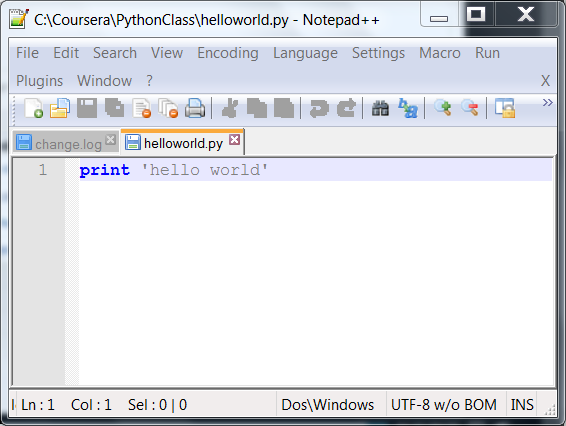 C:\Coursera\PythonClass\helloworld.py - Notepad++
File Edit Search View Encoding Language Settings Macro Run
Plugins Window ? X
change.log helloworld.py
1 print 'hello world'
Ln : 1 Col : 1 Sel : 0 | 0 Dos\Windows UTF-8 w/o BOM INS